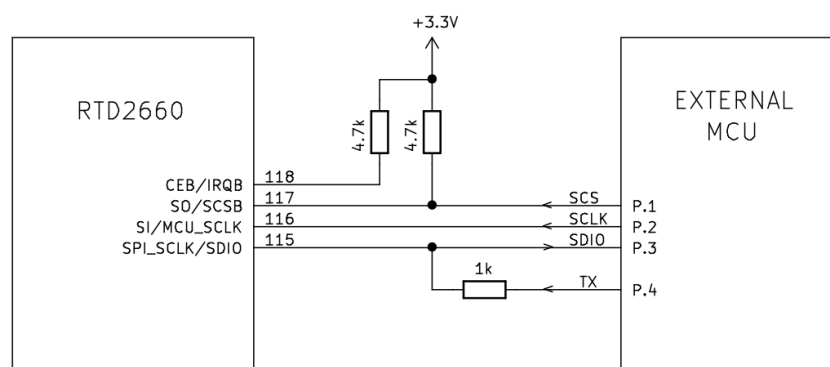 +3.3V
RTD2660
EXTERNAL
MCU
4.7k
4.7k
CEB/IRQB 118
SO/SCSB 117 SCS P.1
SI/MCU_SCLK 116 SCLK P.2
SPI_SCLK/SDIO 115 SDIO P.3
1k TX P.4